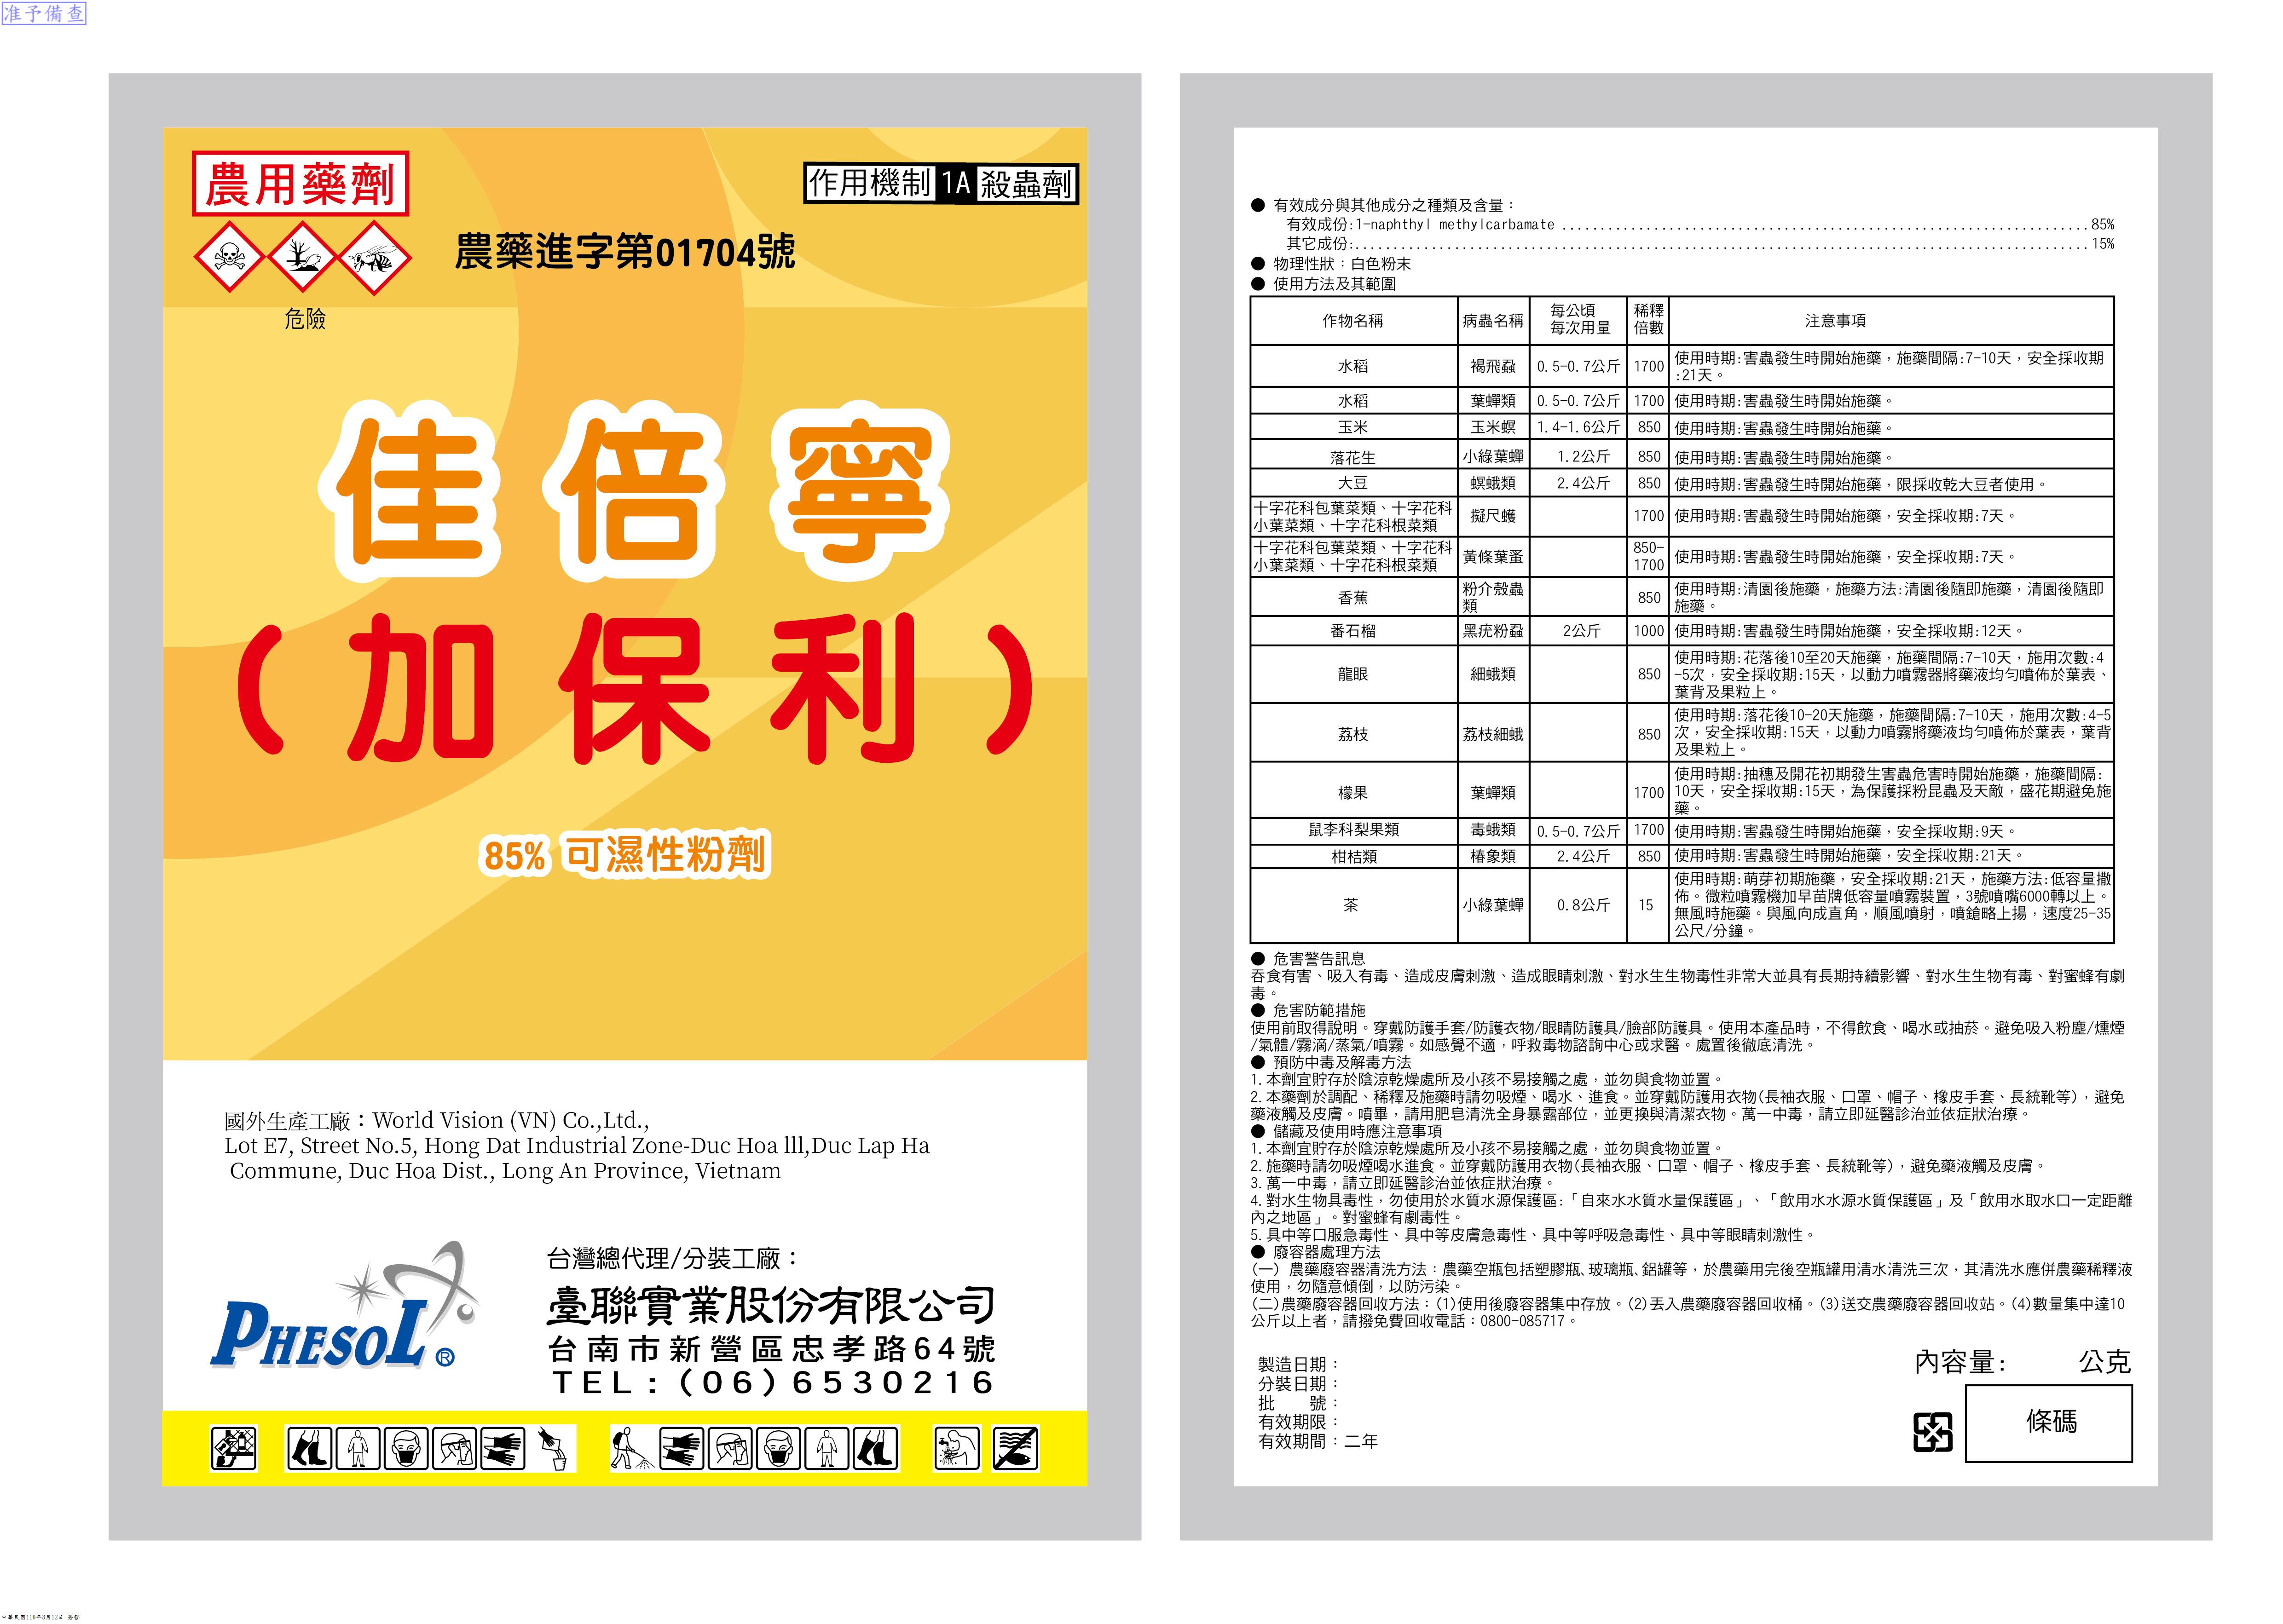 准予備查
農用藥劑
作用機制 1A 殺蟲劑
農藥進字第01704號
危險
佳倍寧
(加保利)
85% 可濕性粉劑
國外生產工廠：World Vision (VN) Co.,Ltd.,
Lot E7, Street No.5, Hong Dat Industrial Zone-Duc Hoa lll,Duc Lap Ha
Commune, Duc Hoa Dist., Long An Province, Vietnam
PHESOL ®
台灣總代理/分裝工廠：
臺聯實業股份有限公司
台南市新營區忠孝路64號
TEL:(06)6530216
● 有效成分與其他成分之種類及含量：
有效成份:1-naphthyl methylcarbamate ........ 85%
其它成份:........ 15%
● 物理性狀：白色粉末
● 使用方法及其範圍
作物名稱 病蟲名稱 每公頃每次用量 稀釋倍數 注意事項
水稻 褐飛蝨 0.5-0.7公斤 1700 使用時期:害蟲發生時開始施藥，施藥間隔:7-10天，安全採收期
:21天。
水稻 葉蟬類 0.5-0.7公斤 1700 使用時期:害蟲發生時開始施藥。
玉米 玉米螟 1.4-1.6公斤 850 使用時期:害蟲發生時開始施藥。
落花生 小綠葉蟬 1.2公斤 850 使用時期:害蟲發生時開始施藥。
大豆 螟蛾類 2.4公斤 850 使用時期:害蟲發生時開始施藥，限採收乾大豆者使用。
十字花科包葉菜類、十字花科
小葉菜類、十字花科根菜類 擬尺蠖 1700 使用時期:害蟲發生時開始施藥，安全採收期:7天。
十字花科包葉菜類、十字花科
小葉菜類、十字花科根菜類 黃條葉蚤 850-1700 使用時期:害蟲發生時開始施藥，安全採收期:7天。
香蕉 粉介殼蟲類 850 使用時期:清園後施藥，施藥方法:清園後隨即施藥，清園後隨即
施藥。
番石榴 黑疣粉蝨 2公斤 1000 使用時期:害蟲發生時開始施藥，安全採收期:12天。
龍眼 細蛾類 850 使用時期:花落後10至20天施藥，施藥間隔:7-10天，施用次數:4
-5次，安全採收期:15天，以動力噴霧器將藥液均勻噴佈於葉表、
葉背及果粒上。
荔枝 荔枝細蛾 850 使用時期:落花後10-20天施藥，施藥間隔:7-10天，施用次數:4-5
次，安全採收期:15天，以動力噴霧將藥液均勻噴佈於葉表，葉背
及果粒上。
檬果 葉蟬類 1700 使用時期:抽穗及開花初期發生害蟲危害時開始施藥，施藥間隔:
10天，安全採收期:15天，為保護採粉昆蟲及天敵，盛花期避免施
藥。
鼠李科梨果類 毒蛾類 0.5-0.7公斤 1700 使用時期:害蟲發生時開始施藥，安全採收期:9天。
柑桔類 椿象類 2.4公斤 850 使用時期:害蟲發生時開始施藥，安全採收期:21天。
茶 小綠葉蟬 0.8公斤 15 使用時期:萌芽初期施藥，安全採收期:21天，施藥方法:低容量撒
佈。微粒噴霧機加早苗牌低容量噴霧裝置，3號噴嘴6000轉以上。
無風時施藥。與風向成直角，順風噴射，噴鎗略上揚，速度25-35
公尺/分鐘。
● 危害警告訊息
吞食有害、吸入有毒、造成皮膚刺激、造成眼睛刺激、對水生生物毒性非常大並具有長期持續影響、對水生生物有毒、對蜜蜂有劇
毒。
● 危害防範措施
使用前取得說明。穿戴防護手套/防護衣物/眼睛防護具/臉部防護具。使用本產品時，不得飲食、喝水或抽菸。避免吸入粉塵/燻煙
/氣體/霧滴/蒸氣/噴霧。如感覺不適，呼救毒物諮詢中心或求醫。處置後徹底清洗。
● 預防中毒及解毒方法
1.本劑宜貯存於陰涼乾燥處所及小孩不易接觸之處，並勿與食物並置。
2.本藥劑於調配、稀釋及施藥時請勿吸煙、喝水、進食。並穿戴防護用衣物(長袖衣服、口罩、帽子、橡皮手套、長統靴等)，避免
藥液觸及皮膚。噴畢，請用肥皂清洗全身暴露部位，並更換與清潔衣物。萬一中毒，請立即延醫診治並依症狀治療。
● 儲藏及使用時應注意事項
1.本劑宜貯存於陰涼乾燥處所及小孩不易接觸之處，並勿與食物並置。
2.施藥時請勿吸煙喝水進食。並穿戴防護用衣物(長袖衣服、口罩、帽子、橡皮手套、長統靴等)，避免藥液觸及皮膚。
3.萬一中毒，請立即延醫診治並依症狀治療。
4.對水生物具毒性，勿使用於水質水源保護區:「自來水水質水量保護區」、「飲用水水源水質保護區」及「飲用水取水口一定距離
內之地區」。對蜜蜂有劇毒性。
5.具中等口服急毒性、具中等皮膚急毒性、具中等呼吸急毒性、具中等眼睛刺激性。
● 廢容器處理方法
(一) 農藥廢容器清洗方法：農藥空瓶包括塑膠瓶、玻璃瓶、鋁罐等，於農藥用完後空瓶罐用清水清洗三次，其清洗水應併農藥稀釋液
使用，勿隨意傾倒，以防污染。
(二)農藥廢容器回收方法：(1)使用後廢容器集中存放。(2)丟入農藥廢容器回收桶。(3)送交農藥廢容器回收站。(4)數量集中達10
公斤以上者，請撥免費回收電話：0800-085717。
製造日期：
分裝日期：
批 號：
有效期限：
有效期間：二年
內容量: 公克
條碼
中華民國110年8月12日 簽發